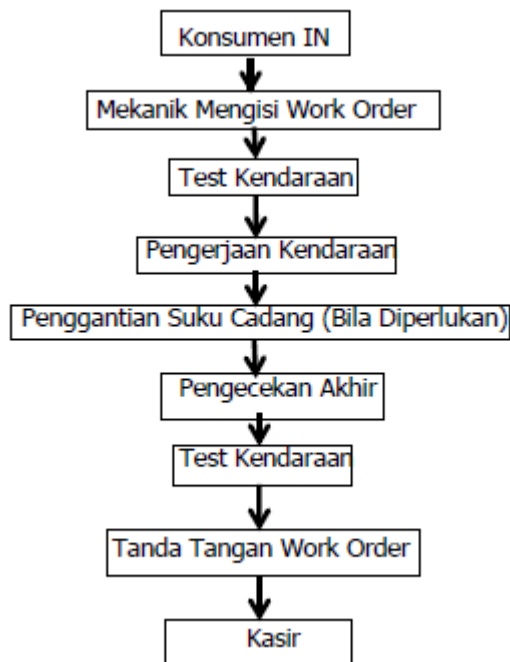 Konsumen IN
Mekanik Mengisi Work Order
Test Kendaraan
Pengerjaan Kendaraan
Penggantian Suku Cadang (Bila Diperlukan)
Pengecekan Akhir
Test Kendaraan
Tanda Tangan Work Order
Kasir